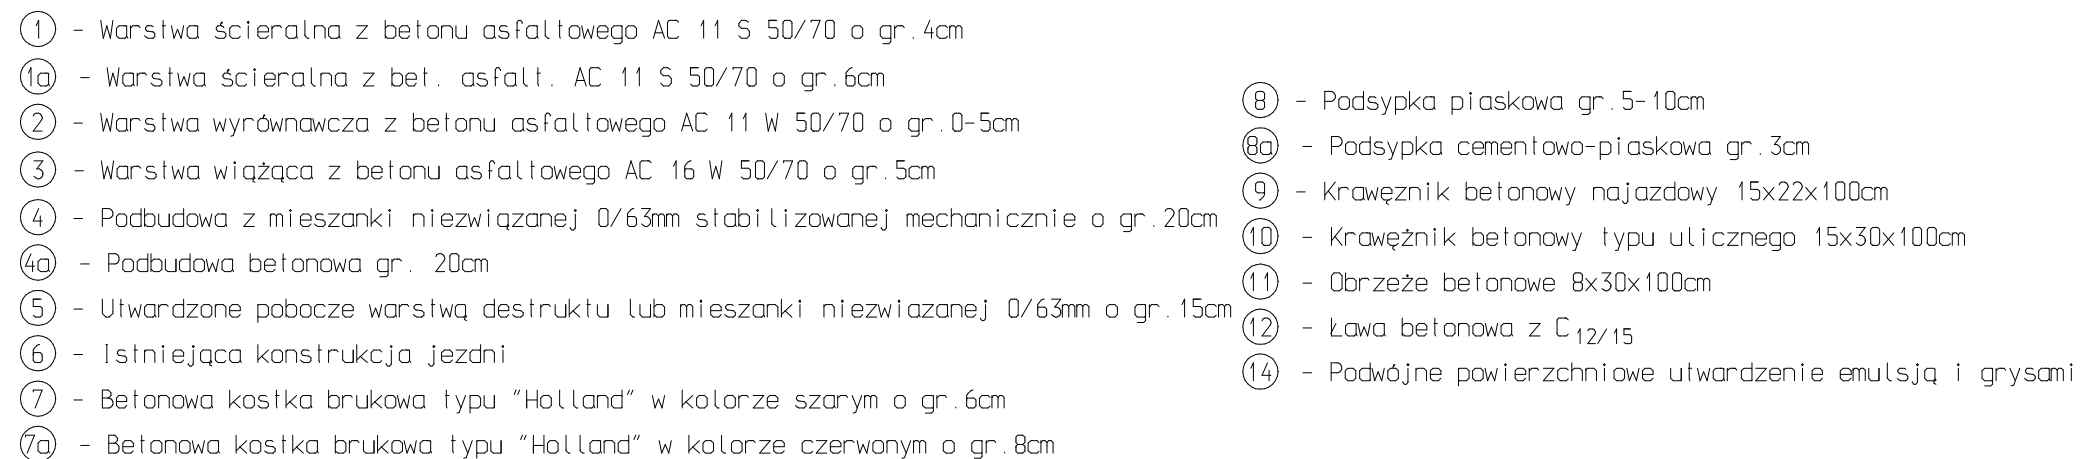 1 - Warstwa ścieralna z betonu asfaltowego AC 11 S 50/70 o gr.4cm
1a - Warstwa ścieralna z bet. asfalt. AC 11 S 50/70 o gr.6cm
2 - Warstwa wyrównawcza z betonu asfaltowego AC 11 W 50/70 o gr.0-5cm
3 - Warstwa wiążąca z betonu asfaltowego AC 16 W 50/70 o gr.5cm
4 - Podbudowa z mieszanki niezwiązanej 0/63mm stabilizowanej mechanicznie o gr.20cm
4a - Podbudowa betonowa gr. 20cm
5 - Utwardzone pobocze warstwą destruktu lub mieszanki niezwiazanej 0/63mm o gr.15cm
6 - Istniejąca konstrukcja jezdni
7 - Betonowa kostka brukowa typu "Holland" w kolorze szarym o gr.6cm
7a - Betonowa kostka brukowa typu "Holland" w kolorze czerwonym o gr.8cm
8 - Podsypka piaskowa gr.5-10cm
8a - Podsypka cementowo-piaskowa gr.3cm
9 - Krawęznik betonowy najazdowy 15x22x100cm
10 - Krawężnik betonowy typu ulicznego 15x30x100cm
11 - Obrzeże betonowe 8x30x100cm
12 - Ława betonowa z C12/15
14 - Podwójne powierzchniowe utwardzenie emulsją i grysami